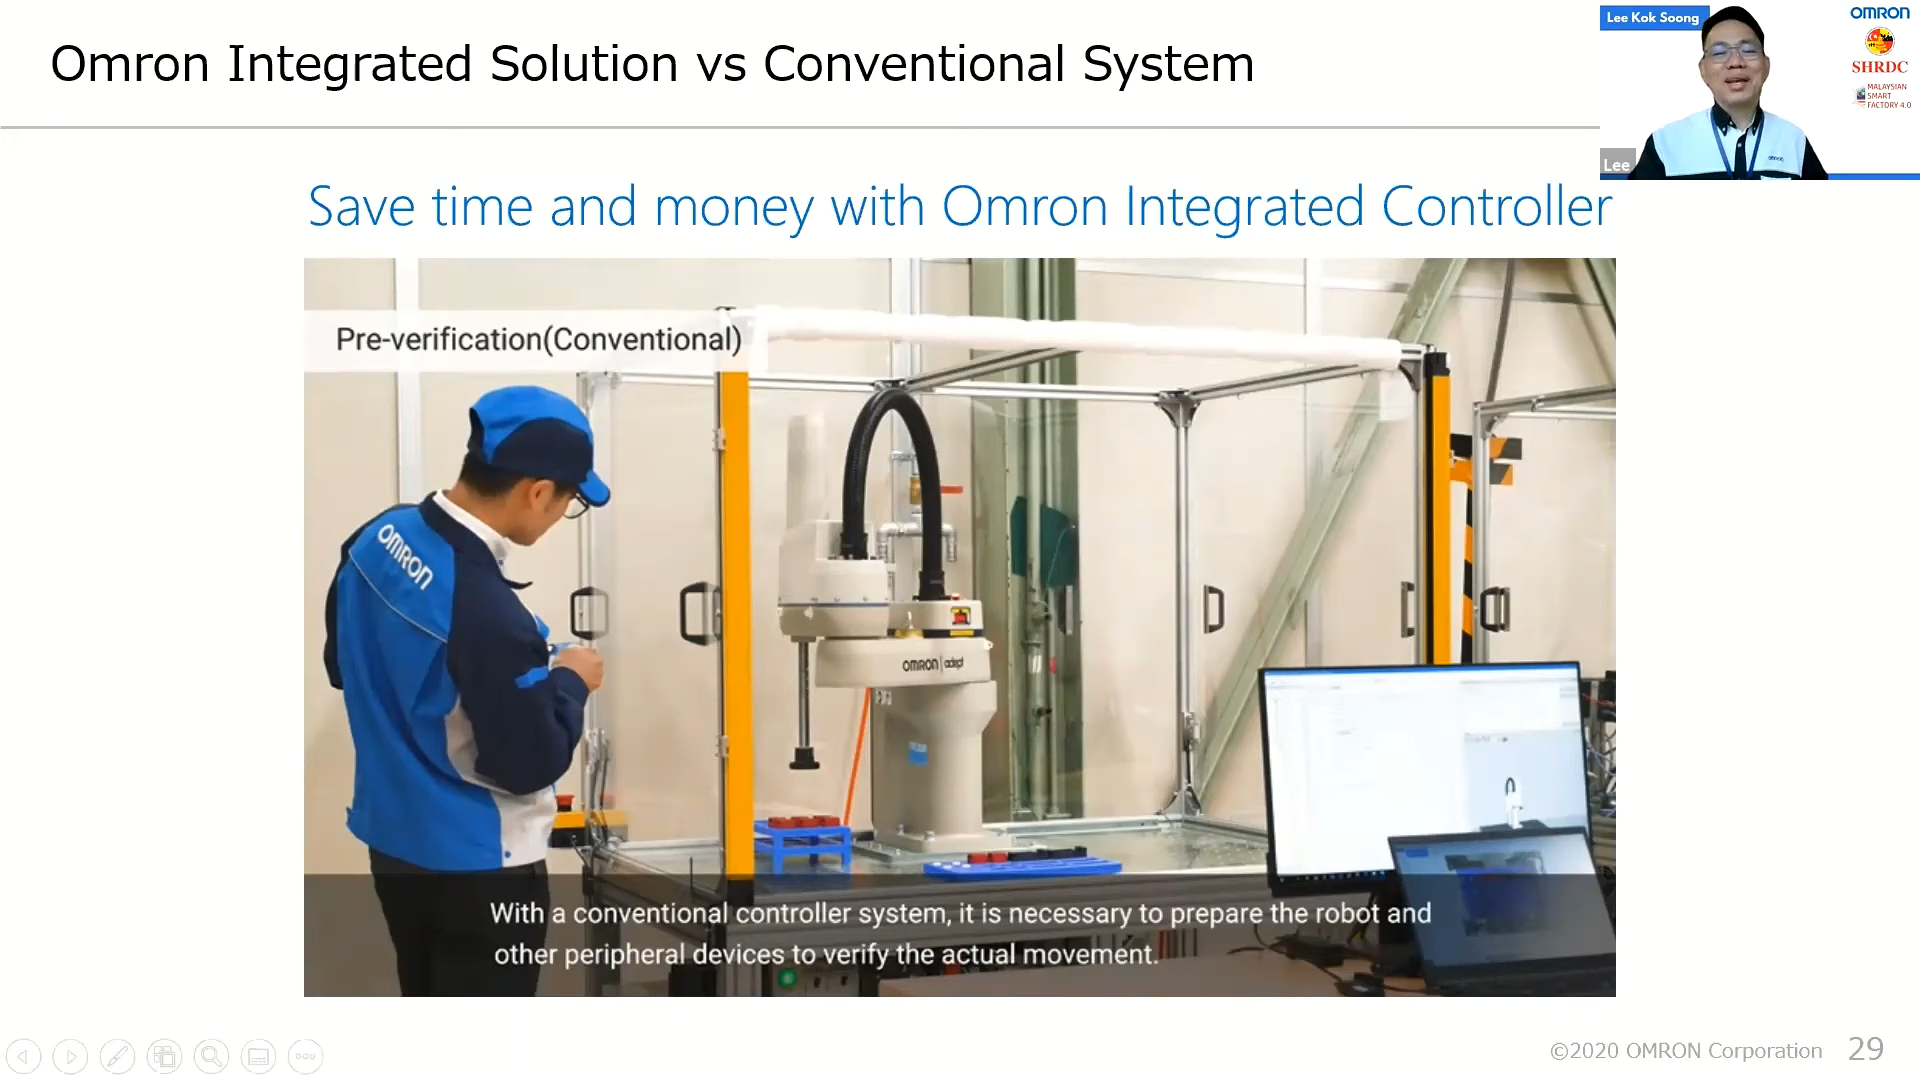 Omron Integrated Solution vs Conventional System
Lee Kok Soong
OMRON
SHRDC
MALAYSIAN
SMART
FACTORY 4.0
omron
Lee
Save time and money with Omron Integrated Controller
Pre-verification(Conventional)
OMRON
OMRON adept
With a conventional controller system, it is necessary to prepare the robot and
other peripheral devices to verify the actual movement.
©2020 OMRON Corporation 29